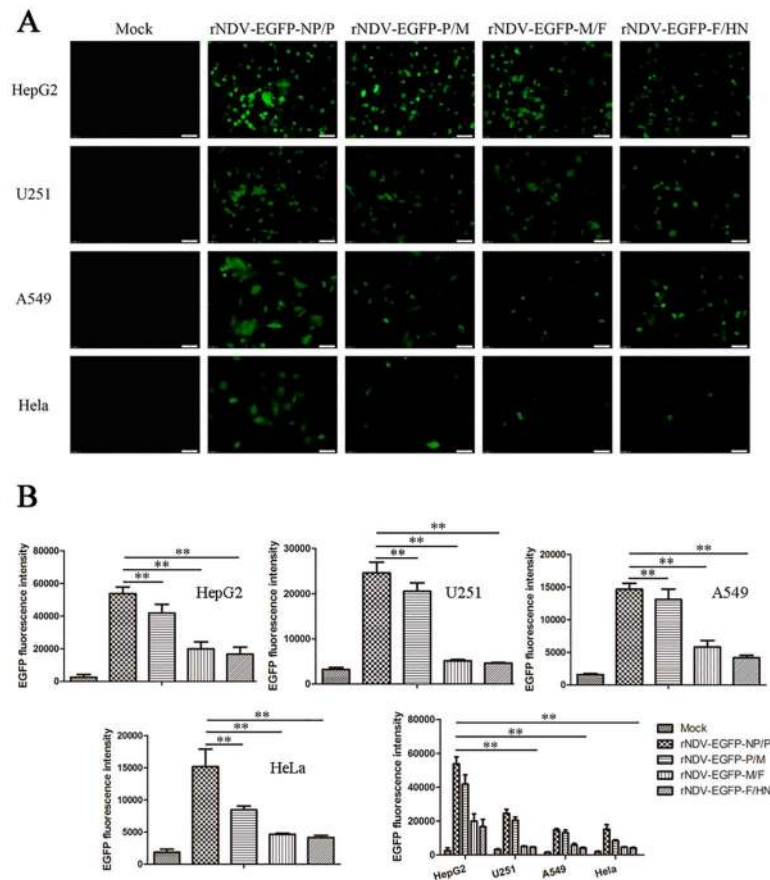 A
Mock rNDV-EGFP-NP/P rNDV-EGFP-P/M rNDV-EGFP-M/F rNDV-EGFP-F/HN
HepG2
U251
A549
Hela
B
EGFP fluorescence intensity
80000
60000
40000
20000
0
**
**
**
HepG2
EGFP fluorescence intensity
30000
20000
10000
0
**
**
**
U251
EGFP fluorescence intensity
20000
15000
10000
5000
0
**
**
**
A549
EGFP fluorescence intensity
20000
15000
10000
5000
0
**
**
**
HeLa
EGFP fluorescence intensity
80000
60000
40000
20000
0
**
**
**
HepG2 U251 A549 Hela
Mock
rNDV-EGFP-NP/P
rNDV-EGFP-P/M
rNDV-EGFP-M/F
rNDV-EGFP-F/HN